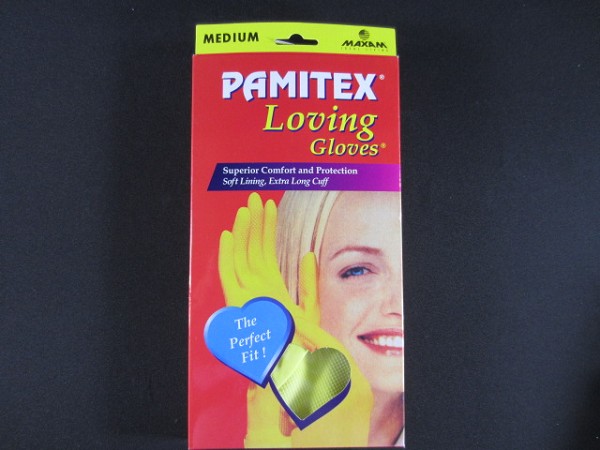 MEDIUM
MAXAM
PAMITEX®
Loving
Gloves®
Superior Comfort and Protection
Soft Lining, Extra Long Cuff
The
Perfect
Fit !